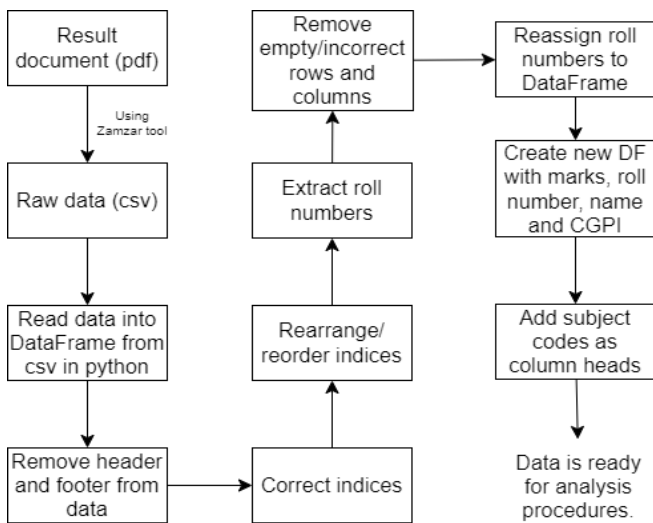 Result
document (pdf)
Using
Zamzar tool
Raw data (csv)
Read data into
DataFrame from
csv in python
Remove header
and footer from
data
Correct indices
Rearrange/
reorder indices
Extract roll
numbers
Remove
empty/incorrect
rows and
columns
Reassign roll
numbers to
DataFrame
Create new DF
with marks, roll
number, name
and CGPI
Add subject
codes as
column heads
Data is ready
for analysis
procedures.